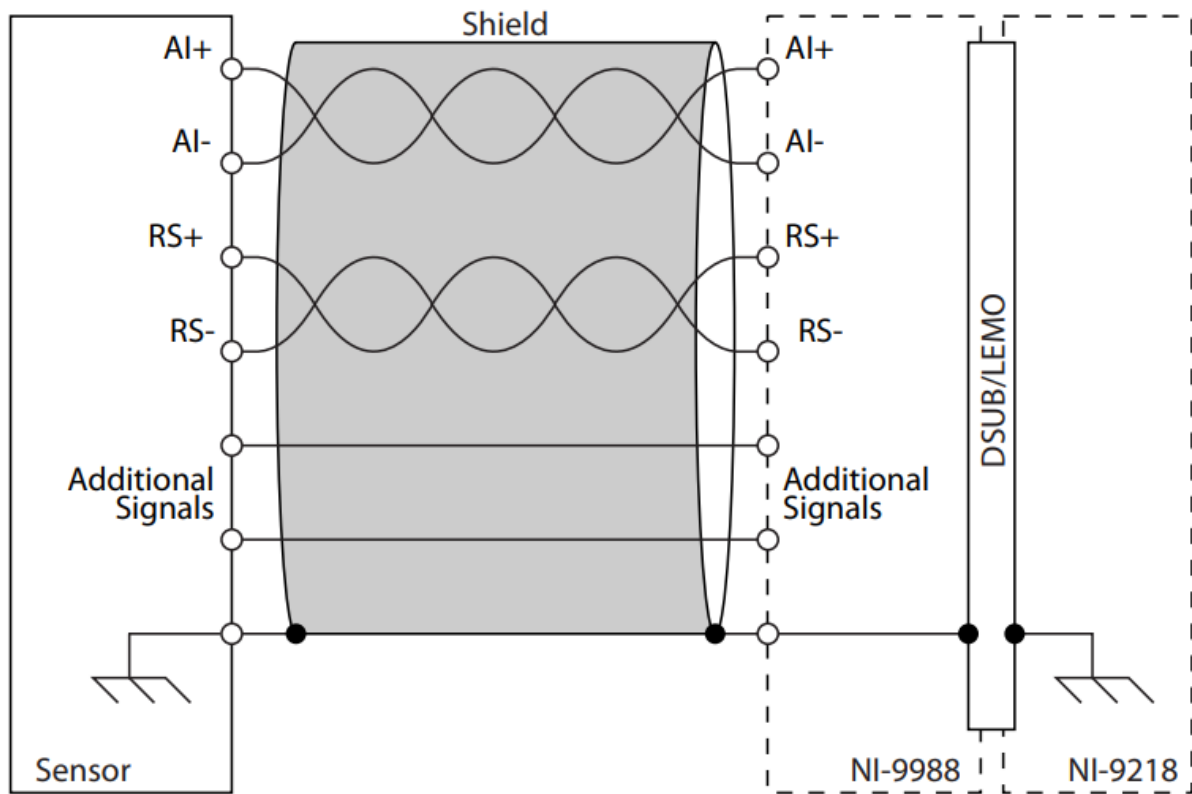 Shield
AI+
AI+
AI-
AI-
RS+
RS+
RS-
RS-
DSUB/LEMO
Additional
Signals
Additional
Signals
Sensor
NI-9988
NI-9218